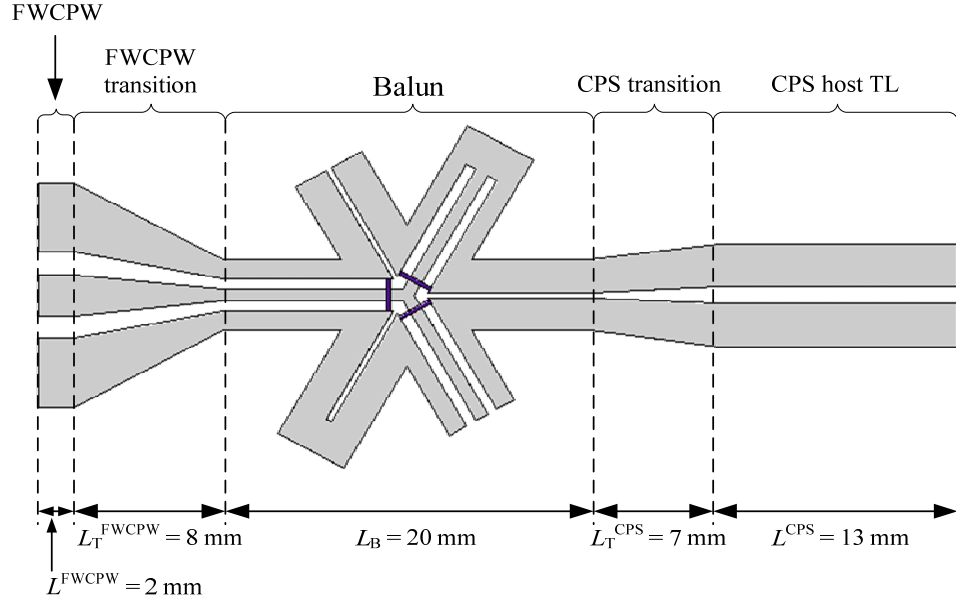 FWCPW
FWCPW
transition
Balun
CPS transition
CPS host TL
L_T^FWCPW = 8 mm
L_B = 20 mm
L_T^CPS = 7 mm
L^CPS = 13 mm
L^FWCPW = 2 mm